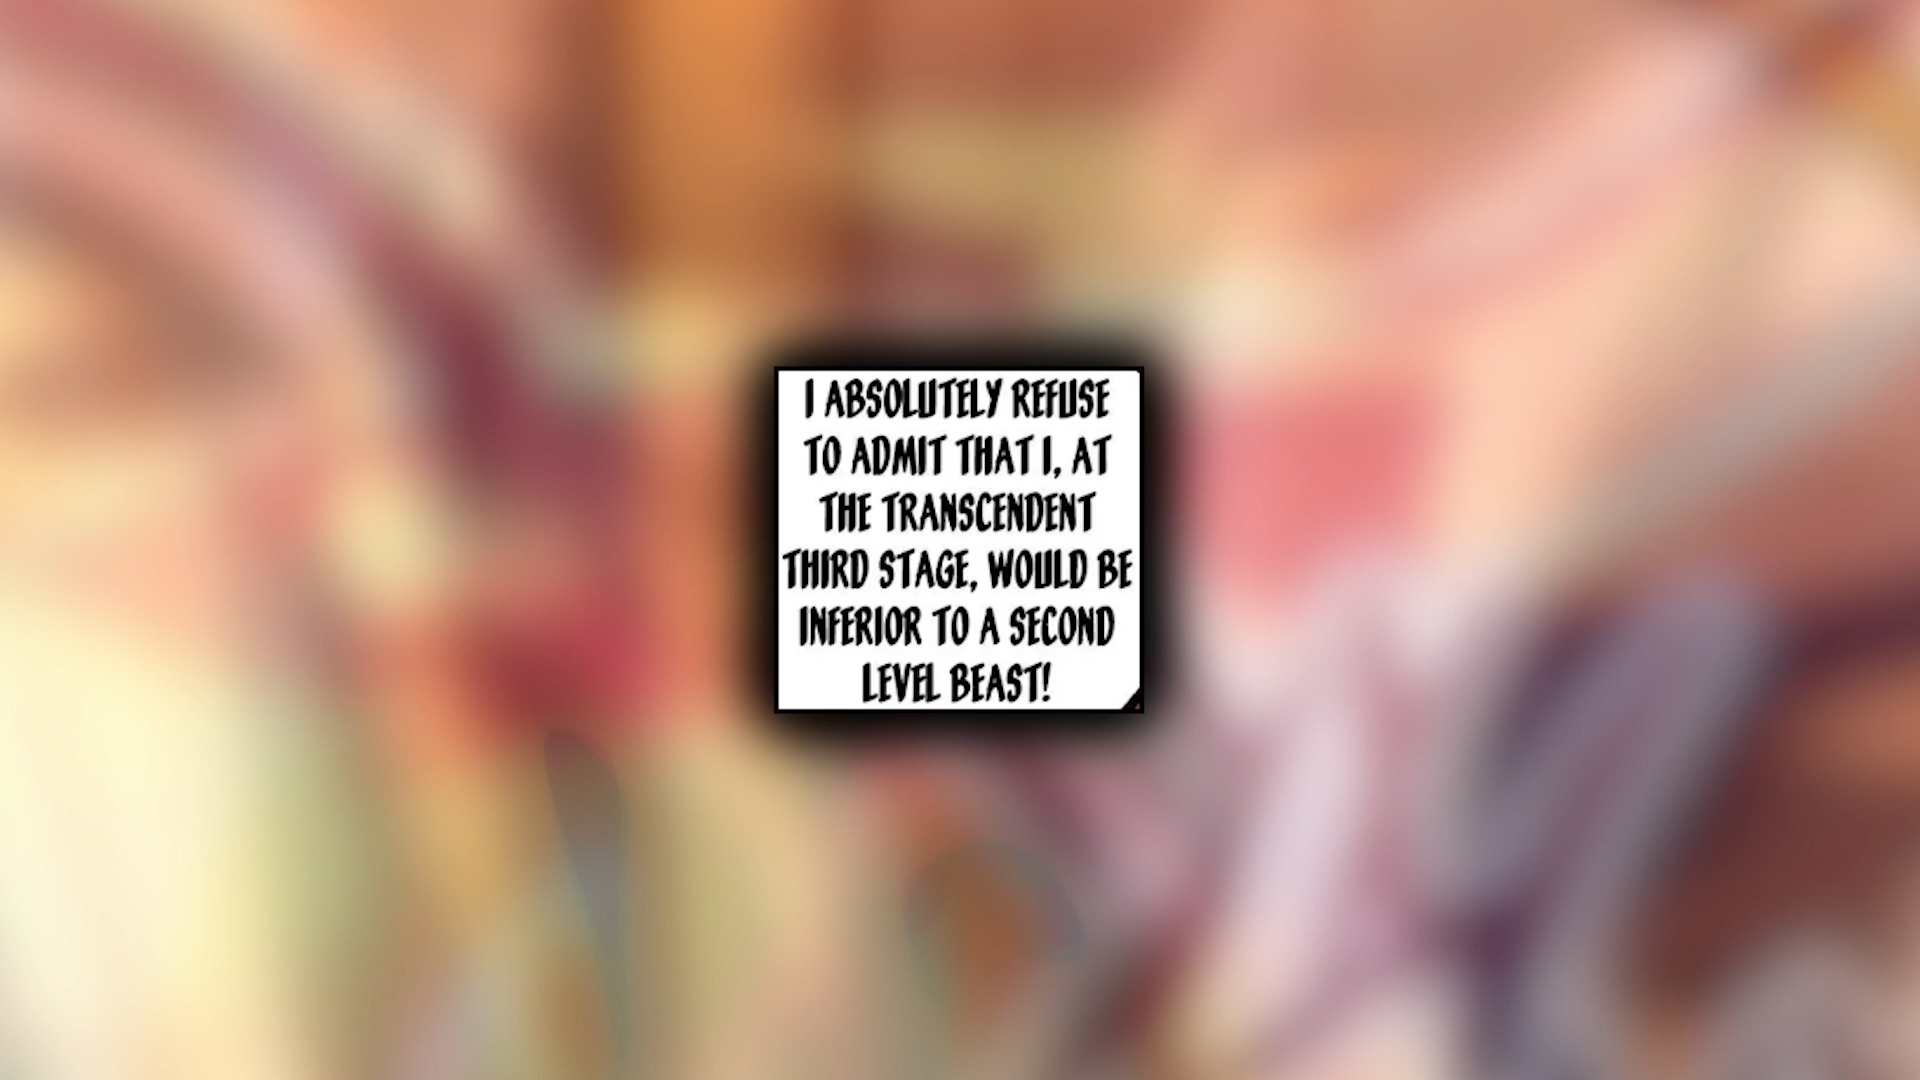 I ABSOLUTELY REFUSE
TO ADMIT THAT I, AT
THE TRANSCENDENT
THIRD STAGE, WOULD BE
INFERIOR TO A SECOND
LEVEL BEAST!